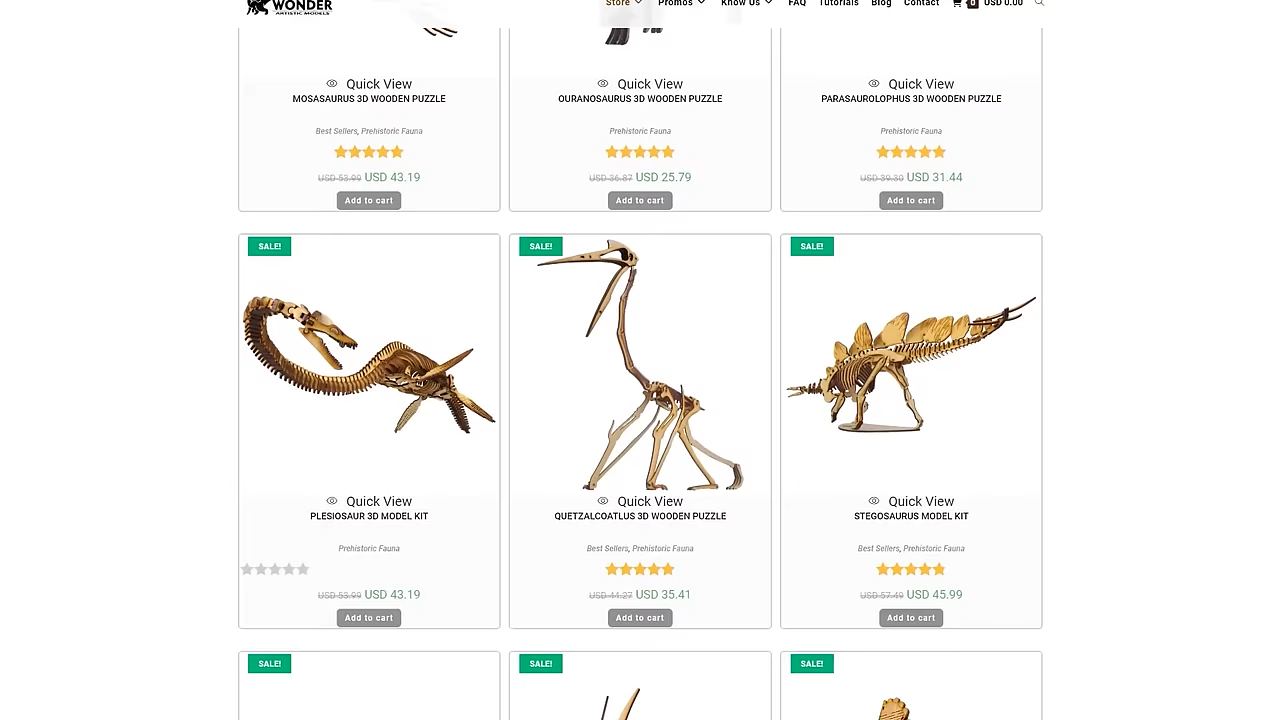 WONDER
ARTISTIC MODELS
Store Promos Know Us FAQ Tutorials Blog Contact 0 USD 0.00
Quick View Quick View Quick View
MOSASAURUS 3D WOODEN PUZZLE OURANOSAURUS 3D WOODEN PUZZLE PARASAUROLOPHUS 3D WOODEN PUZZLE
Best Sellers, Prehistoric Fauna Prehistoric Fauna Prehistoric Fauna
USD 53.99 USD 43.19 USD 36.87 USD 25.79 USD 39.30 USD 31.44
Add to cart Add to cart Add to cart
SALE! SALE! SALE!
Quick View Quick View Quick View
PLESIOSAUR 3D MODEL KIT QUETZALCOATLUS 3D WOODEN PUZZLE STEGOSAURUS MODEL KIT
Prehistoric Fauna Best Sellers, Prehistoric Fauna Best Sellers, Prehistoric Fauna
USD 53.99 USD 43.19 USD 44.27 USD 35.41 USD 57.49 USD 45.99
Add to cart Add to cart Add to cart
SALE! SALE! SALE!